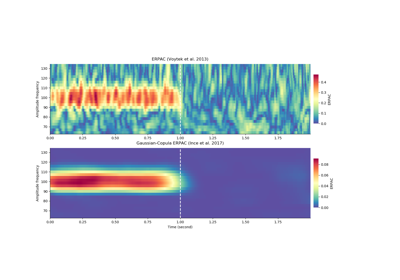 ERPAC (Voytek et al. 2013)
Amplitude frequency
130
120
110
100
90
80
70
0.00 0.25 0.50 0.75 1.00 1.25 1.50 1.75
0.4
0.3
0.2
0.1
0.0
ERPAC
Gaussian-Copula ERPAC (Ince et al. 2017)
Amplitude frequency
130
120
110
100
90
80
70
0.00 0.25 0.50 0.75 1.00 1.25 1.50 1.75
Time (second)
0.08
0.06
0.04
0.02
0.00
ERPAC